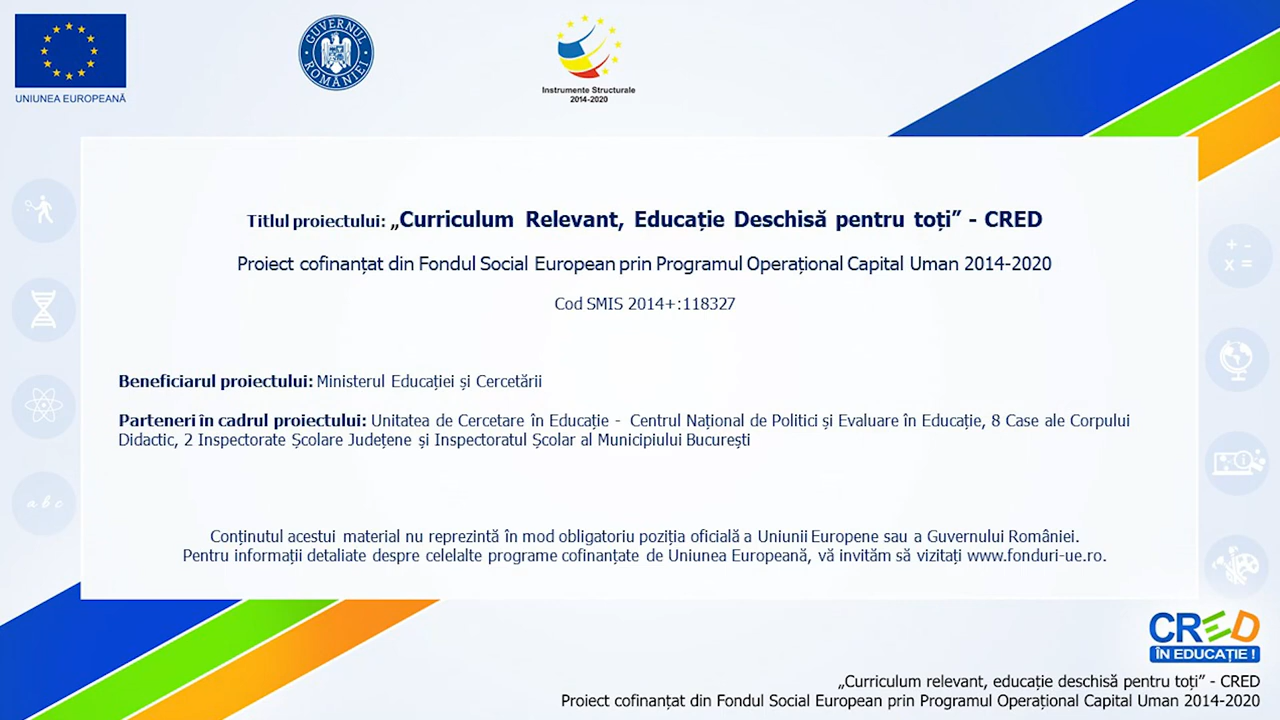 UNIUNEA EUROPEANĂ
GUVERNUL ROMÂNIEI
Instrumente Structurale
2014-2020
Titlul proiectului: „Curriculum Relevant, Educație Deschisă pentru toți” - CRED
Proiect cofinanțat din Fondul Social European prin Programul Operațional Capital Uman 2014-2020
Cod SMIS 2014+:118327
+ -
x =
Beneficiarul proiectului: Ministerul Educației și Cercetării
Parteneri în cadrul proiectului: Unitatea de Cercetare în Educație - Centrul Național de Politici și Evaluare în Educație, 8 Case ale Corpului
Didactic, 2 Inspectorate Școlare Județene și Inspectoratul Școlar al Municipiului București
a b c
Conținutul acestui material nu reprezintă în mod obligatoriu poziția oficială a Uniunii Europene sau a Guvernului României.
Pentru informații detaliate despre celelalte programe cofinanțate de Uniunea Europeană, vă invităm să vizitați www.fonduri-ue.ro.
CRED
ÎN EDUCAȚIE !
„Curriculum relevant, educație deschisă pentru toți” - CRED
Proiect cofinanțat din Fondul Social European prin Programul Operațional Capital Uman 2014-2020